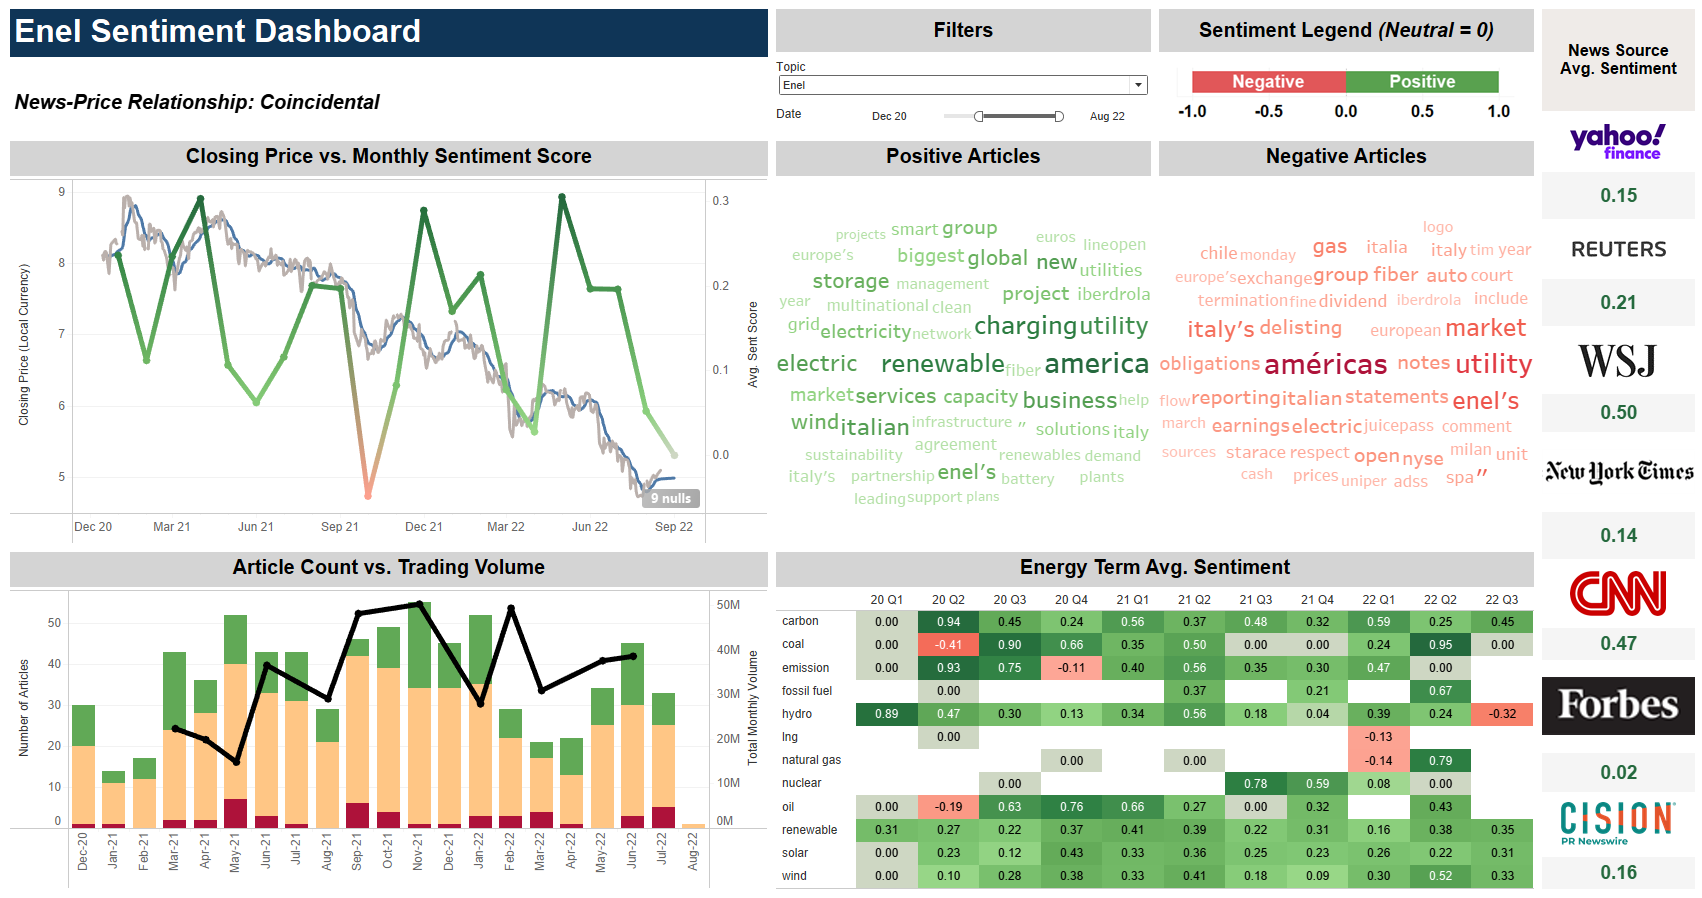 Enel Sentiment Dashboard
News-Price Relationship: Coincidental
Filters
Topic
Enel
Date
Dec 20
Aug 22
Sentiment Legend (Neutral = 0)
Negative Positive
-1.0 -0.5 0.0 0.5 1.0
Closing Price vs. Monthly Sentiment Score
Closing Price (Local Currency)
9
8
7
6
5
0.3
0.2
0.1
0.0
Avg. Sent Score
9 nulls
Dec 20 Mar 21 Jun 21 Sep 21 Dec 21 Mar 22 Jun 22 Sep 22
Positive Articles
projects smart group euros lineopen
europe's biggest global new utilities
storage management project iberdrola
year multinational clean
grid electricity network charging utility
electric renewable fiber america
market services capacity business help
wind italian infrastructure ” solutions italy
agreement
sustainability renewables demand
italy's partnership enel's battery plants
leading support plans
Negative Articles
logo
chile monday gas italia italy tim year
europe's exchange group fiber auto court
termination fine dividend iberdrola include
italy's delisting european market
obligations américas notes utility
flow reporting italian statements enel's
march earnings electric juicepass comment
sources starace respect open nyse milan unit
cash prices uniper adss spa ”
Article Count vs. Trading Volume
Number of Articles
50
40
30
20
10
0
50M
40M
30M
20M
10M
0M
Total Monthly Volume
Dec-20 Jan-21 Feb-21 Mar-21 Apr-21 May-21 Jun-21 Jul-21 Aug-21 Sep-21 Oct-21 Nov-21 Dec-21 Jan-22 Feb-22 Mar-22 Apr-22 May-22 Jun-22 Jul-22 Aug-22
Energy Term Avg. Sentiment
20 Q1 20 Q2 20 Q3 20 Q4 21 Q1 21 Q2 21 Q3 21 Q4 22 Q1 22 Q2 22 Q3
carbon 0.00 0.94 0.45 0.24 0.56 0.37 0.48 0.32 0.59 0.25 0.45
coal 0.00 -0.41 0.90 0.66 0.35 0.50 0.00 0.00 0.24 0.95 0.00
emission 0.00 0.93 0.75 -0.11 0.40 0.56 0.35 0.30 0.47 0.00
fossil fuel 0.00 0.37 0.21 0.67
hydro 0.89 0.47 0.30 0.13 0.34 0.56 0.18 0.04 0.39 0.24 -0.32
lng 0.00 -0.13
natural gas 0.00 0.00 -0.14 0.79
nuclear 0.00 0.78 0.59 0.08 0.00
oil 0.00 -0.19 0.63 0.76 0.66 0.27 0.00 0.32 0.43
renewable 0.31 0.27 0.22 0.37 0.41 0.39 0.22 0.31 0.16 0.38 0.35
solar 0.00 0.23 0.12 0.43 0.33 0.36 0.25 0.23 0.26 0.22 0.31
wind 0.00 0.10 0.28 0.38 0.33 0.41 0.18 0.09 0.30 0.52 0.33
News Source
Avg. Sentiment
yahoo!
finance
0.15
REUTERS
0.21
WSJ
0.50
New York Times
0.14
CNN
0.47
Forbes
0.02
CISION
PR Newswire
0.16